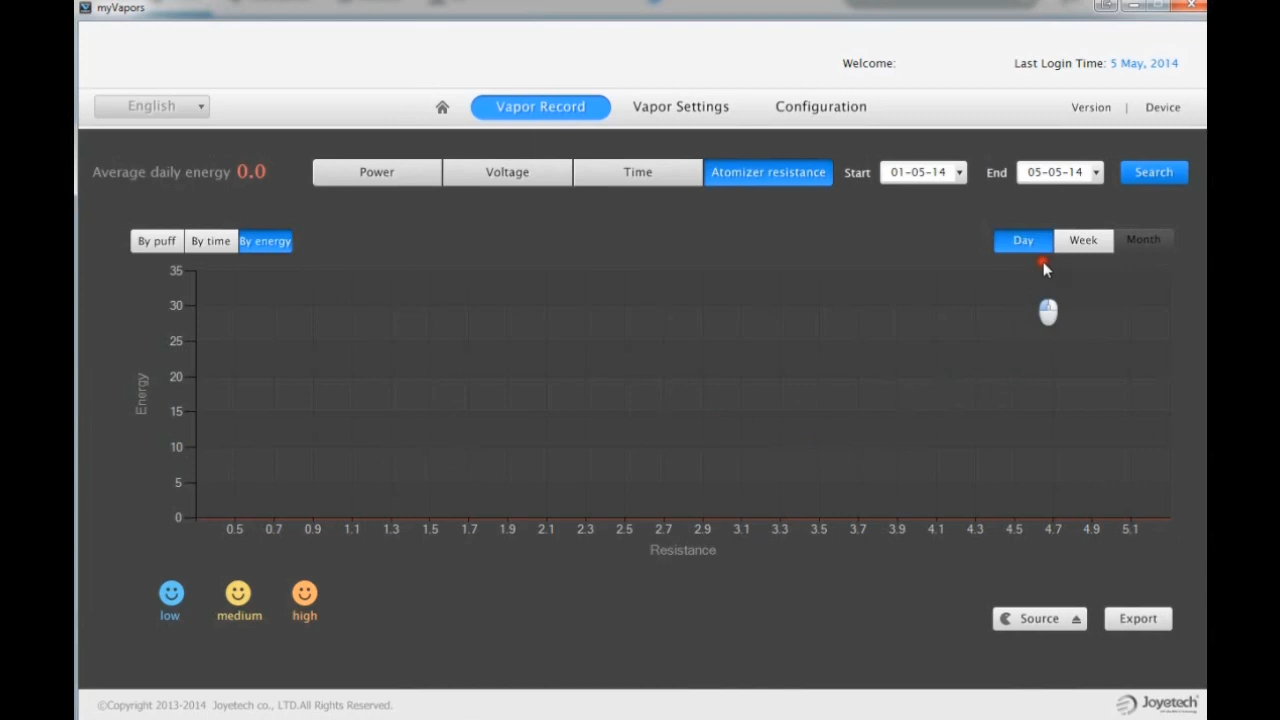 myVapors
Welcome:
Last Login Time: 5 May, 2014
English
Vapor Record
Vapor Settings
Configuration
Version | Device
Average daily energy 0.0
Power
Voltage
Time
Atomizer resistance
Start
01-05-14
End
05-05-14
Search
By puff
By time
By energy
Day
Week
Month
35
30
25
20
15
10
5
0
Energy
0.5 0.7 0.9 1.1 1.3 1.5 1.7 1.9 2.1 2.3 2.5 2.7 2.9 3.1 3.3 3.5 3.7 3.9 4.1 4.3 4.5 4.7 4.9 5.1
Resistance
low
medium
high
Source
Export
©Copyright 2013-2014 Joyetech co., LTD.All Rights Reserved.
Joyetech